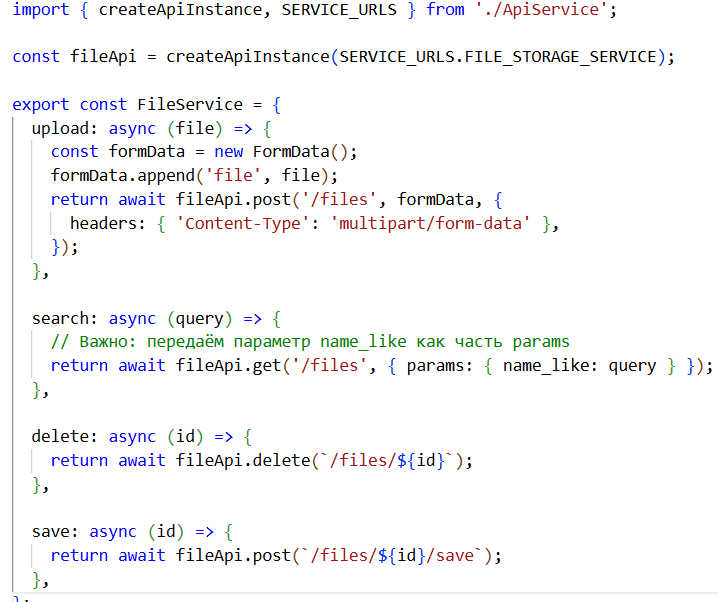 import { createApiInstance, SERVICE_URLS } from './ApiService';
const fileApi = createApiInstance(SERVICE_URLS.FILE_STORAGE_SERVICE);
export const FileService = {
upload: async (file) => {
const formData = new FormData();
formData.append('file', file);
return await fileApi.post('/files', formData, {
headers: { 'Content-Type': 'multipart/form-data' },
});
},
search: async (query) => {
// Важно: передаём параметр name_like как часть params
return await fileApi.get('/files', { params: { name_like: query } });
},
delete: async (id) => {
return await fileApi.delete(`/files/${id}`);
},
save: async (id) => {
return await fileApi.post(`/files/${id}/save`);
},
};